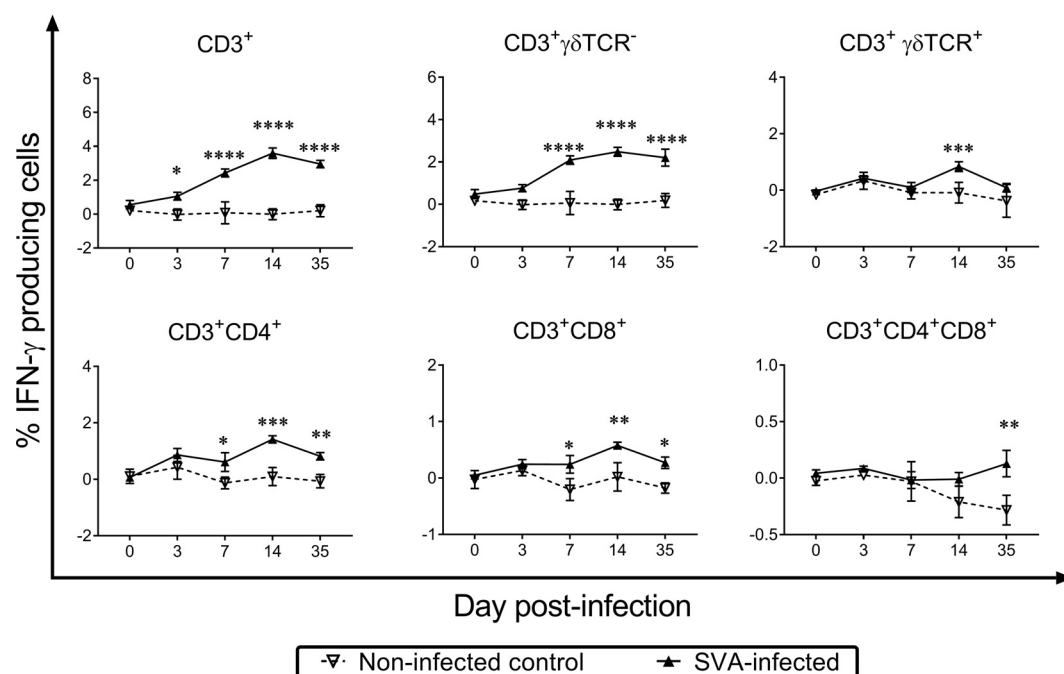 % IFN-γ producing cells
CD3⁺
8
6
4
2
0
-2
*
****
****
****
0 3 7 14 35
CD3⁺γδTCR⁻
6
4
2
0
-2
****
****
****
0 3 7 14 35
CD3⁺ γδTCR⁺
4
2
0
-2
***
0 3 7 14 35
CD3⁺CD4⁺
4
2
0
-2
*
***
**
0 3 7 14 35
CD3⁺CD8⁺
2
1
0
-1
*
**
*
0 3 7 14 35
CD3⁺CD4⁺CD8⁺
1.0
0.5
0.0
-0.5
**
0 3 7 14 35
Day post-infection
Non-infected control SVA-infected